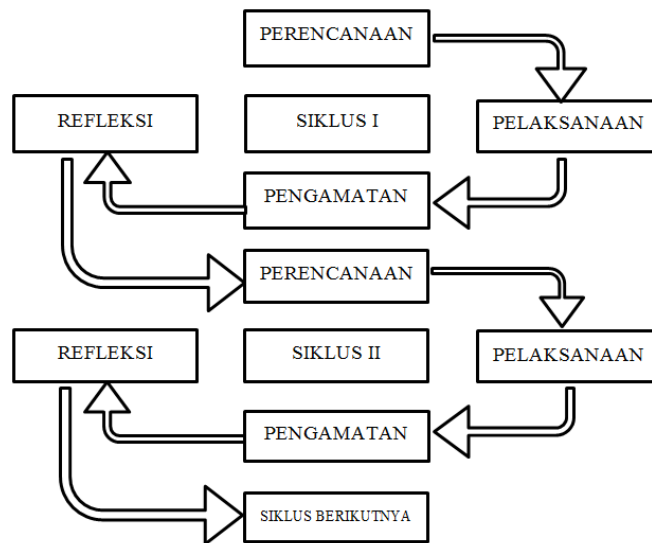 PERENCANAAN
REFLEKSI
SIKLUS I
PELAKSANAAN
PENGAMATAN
PERENCANAAN
REFLEKSI
SIKLUS II
PELAKSANAAN
PENGAMATAN
SIKLUS BERIKUTNYA